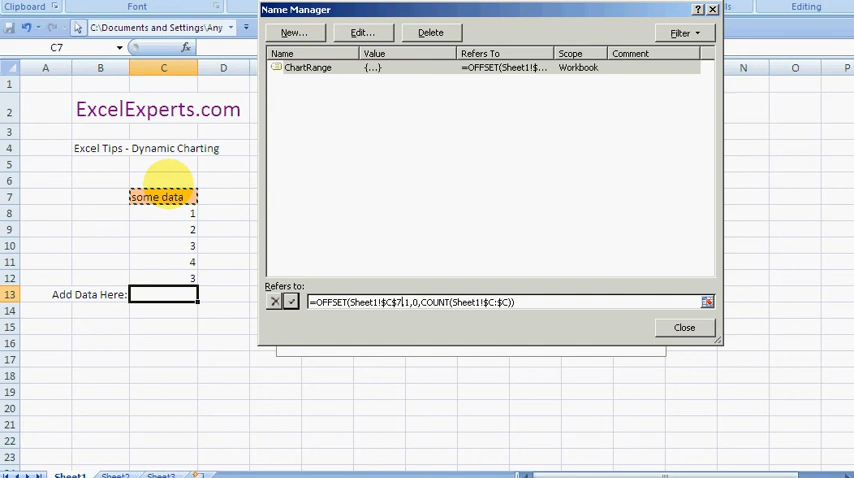 Clipboard
Font
Editing
C:\Documents and Settings\Any
C7
fx
A B C D N O P
1
2
ExcelExperts.com
3
4
Excel Tips - Dynamic Charting
5
6
7
some data
8
1
9
2
10
3
11
4
12
3
13
Add Data Here:
14
15
16
17
18
19
20
21
22
23
Sheet1 Sheet2 Sheet3
Name Manager
New... Edit... Delete Filter
Name Value Refers To Scope Comment
ChartRange {...} =OFFSET(Sheet1!$... Workbook
Refers to:
=OFFSET(Sheet1!$C$7,1,0,COUNT(Sheet1!$C:$C))
Close